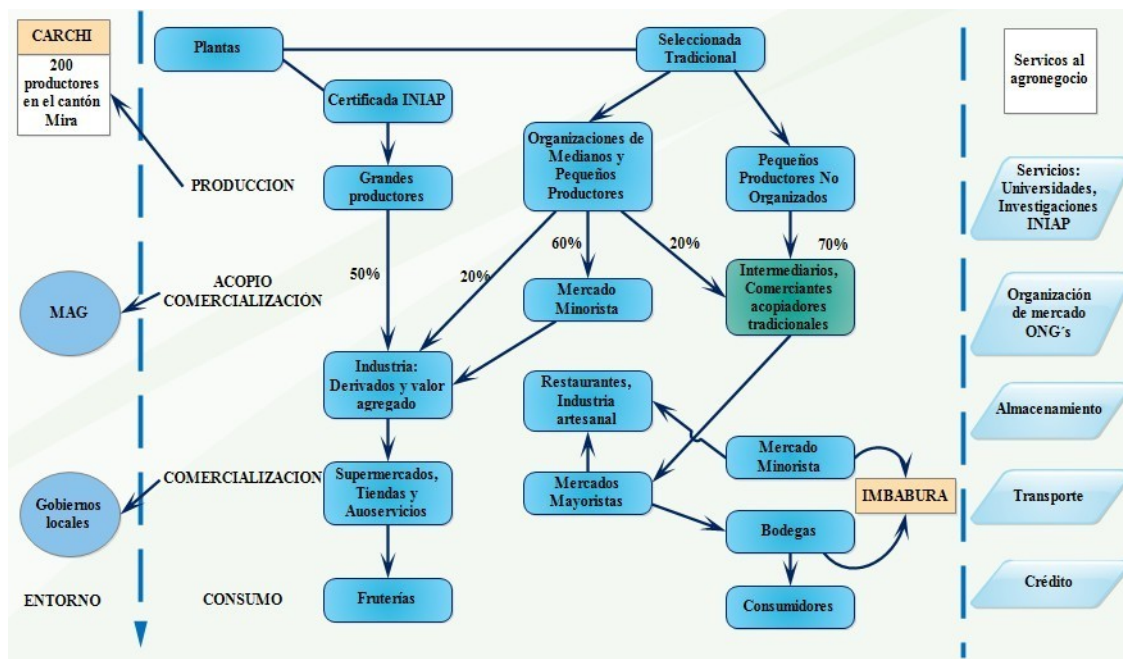 CARCHI
200
productores
en el cantón
Mira
Plantas
Seleccionada
Tradicional
Servicos al
agronegocio
Certificada INIAP
Organizaciones de
Medianos y
Pequeños
Productores
Pequeños
Productores No
Organizados
PRODUCCION
Grandes
productores
Servicios:
Universidades,
Investigaciones
INIAP
50%
20%
60%
20%
70%
ACOPIO
COMERCIALIZACIÓN
MAG
Mercado
Minorista
Intermediarios,
Comerciantes
acopiadores
tradicionales
Organización
de mercado
ONG´s
Industria:
Derivados y valor
agregado
Restaurantes,
Industria
artesanal
Almacenamiento
COMERCIALIZACION
Gobiernos
locales
Supermercados,
Tiendas y
Auoservicios
Mercados
Mayoristas
Mercado
Minorista
IMBABURA
Transporte
Bodegas
ENTORNO
CONSUMO
Fruterías
Consumidores
Crédito